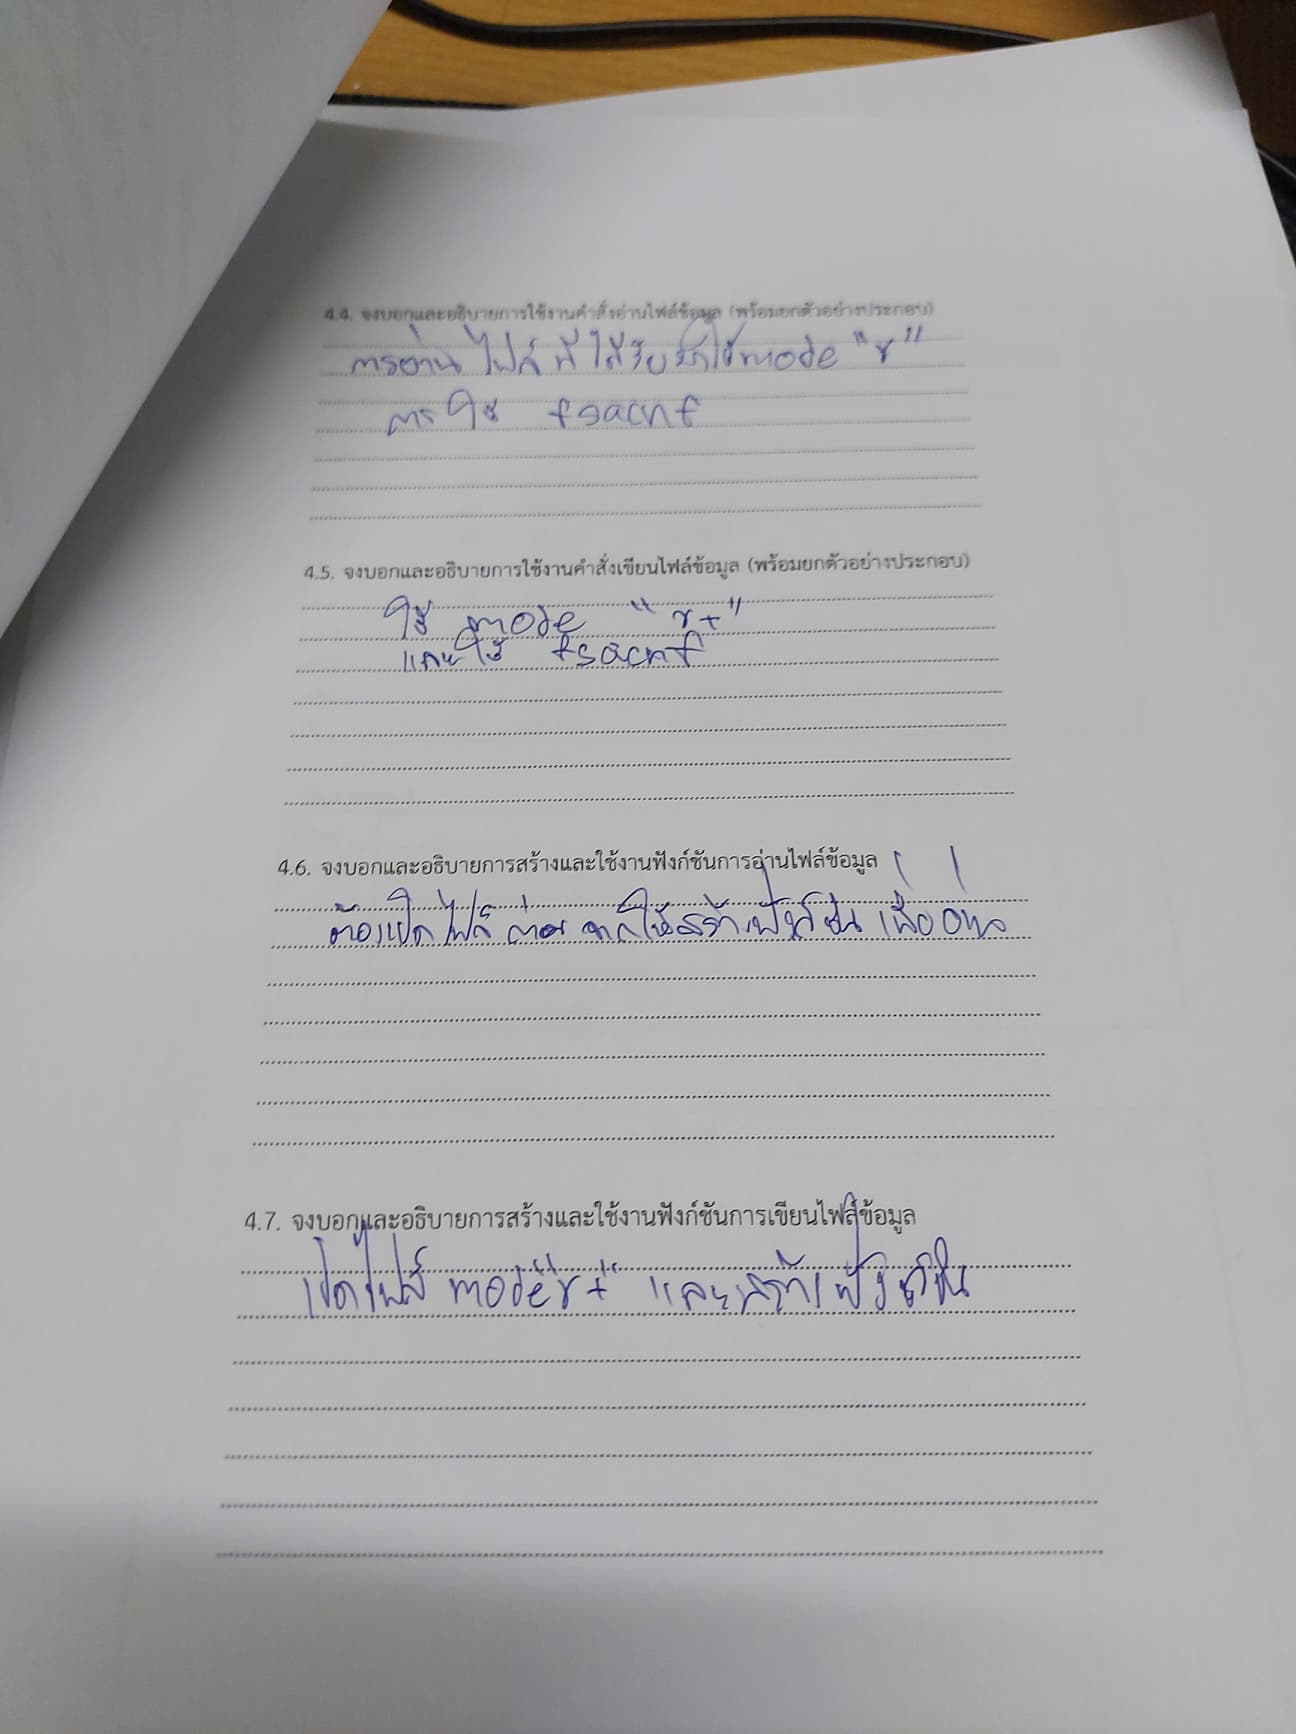 4.4. จงบอกและอธิบายการใช้งานคำสั่งอ่านไฟล์ข้อมูล (พร้อมยกตัวอย่างประกอบ)
การอ่าน ไฟล์ ที่ ได้รับ mode "r"
การ ใช้ fsacnf
4.5. จงบอกและอธิบายการใช้งานคำสั่งเขียนไฟล์ข้อมูล (พร้อมยกตัวอย่างประกอบ)
ใช้ mode "r+"
และใช้ fsacnf
4.6. จงบอกและอธิบายการสร้างและใช้งานฟังก์ชันการอ่านไฟล์ข้อมูล
ต้องเปิดไฟล์ ก่อน สร้างฟังก์ชัน เพื่ออ่าน
4.7. จงบอกและอธิบายการสร้างและใช้งานฟังก์ชันการเขียนไฟล์ข้อมูล
เปิดไฟล์ mode"r+" และสร้างฟังก์ชัน